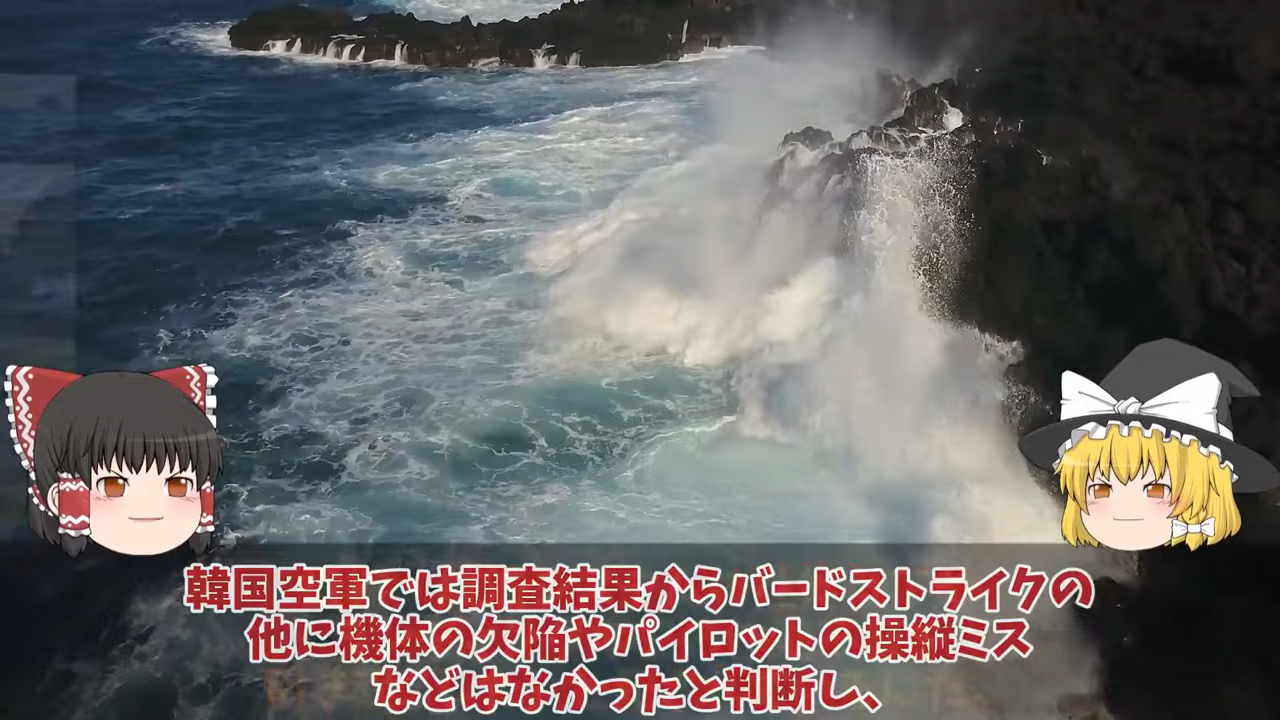 韓国空軍では調査結果からバードストライクの
他に機体の欠陥やパイロットの操縦ミス
などはなかったと判断し、